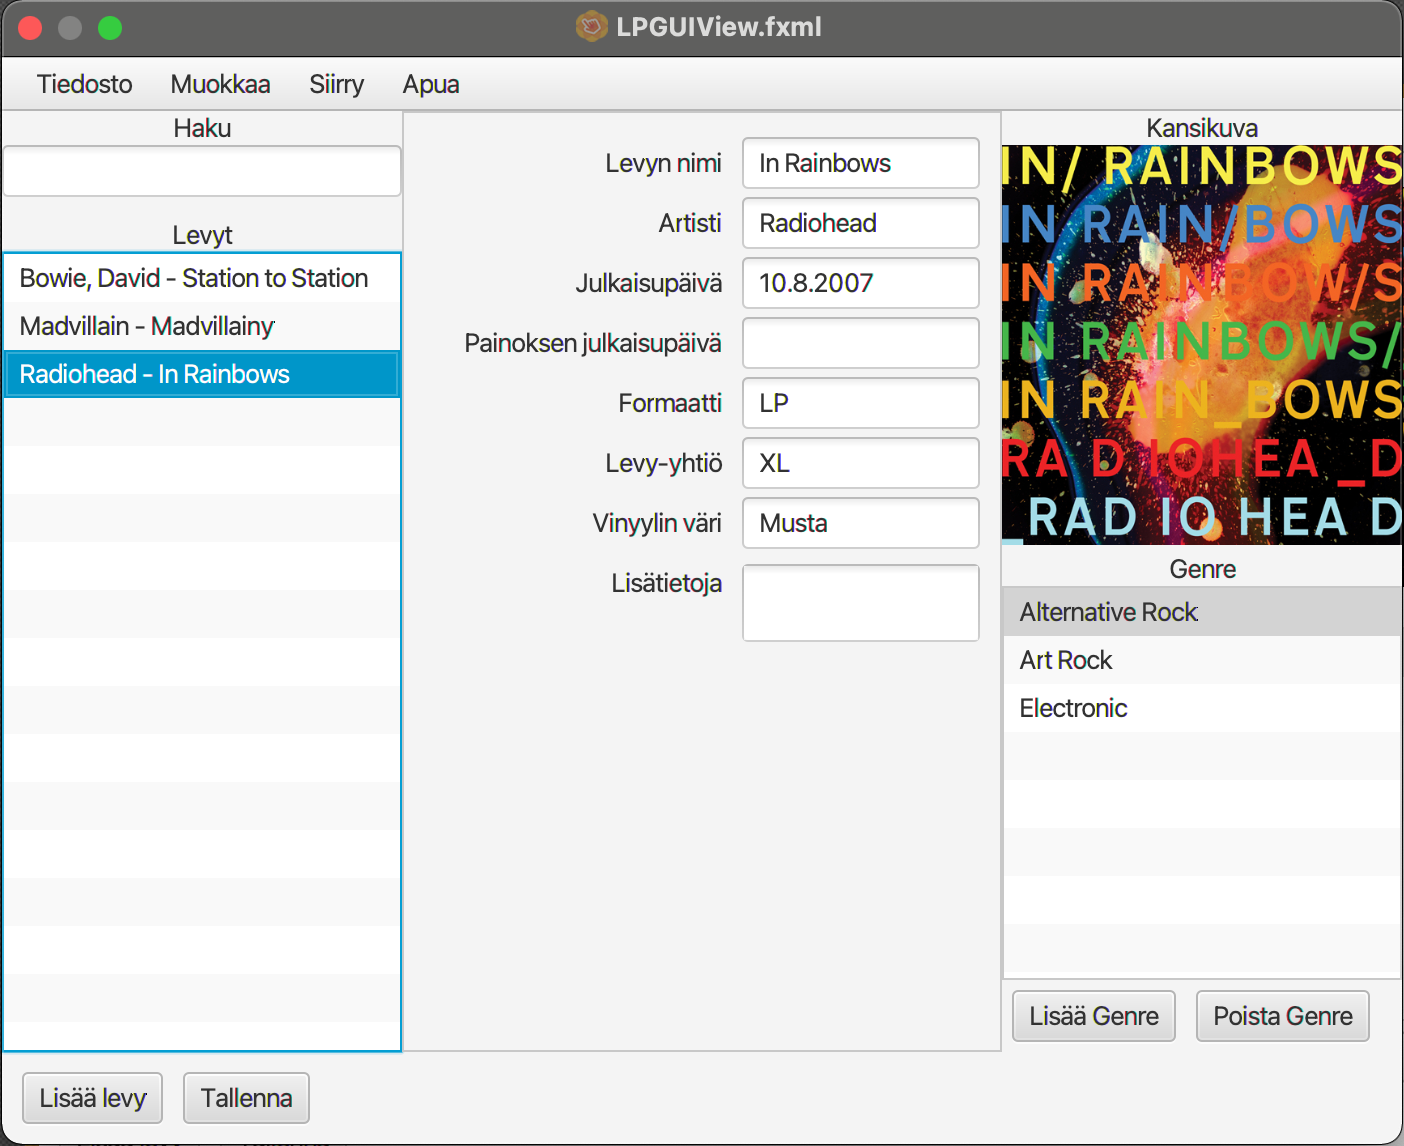 LPGUIView.fxml
Tiedosto Muokkaa Siirry Apua
Haku
Levyt
Bowie, David - Station to Station
Madvillain - Madvillainy
Radiohead - In Rainbows
Lisää levy Tallenna
Levyn nimi In Rainbows
Artisti Radiohead
Julkaisupäivä 10.8.2007
Painoksen julkaisupäivä
Formaatti LP
Levy-yhtiö XL
Vinyylin väri Musta
Lisätietoja
Kansikuva
IN/ RAINBOWS
IN RAIN/BOWS
IN RAINBOW/S
IN RAINBOWS/
IN RAIN_BOWS
RA D IOHEA _D
_RAD IO HEA D
Genre
Alternative Rock
Art Rock
Electronic
Lisää Genre Poista Genre